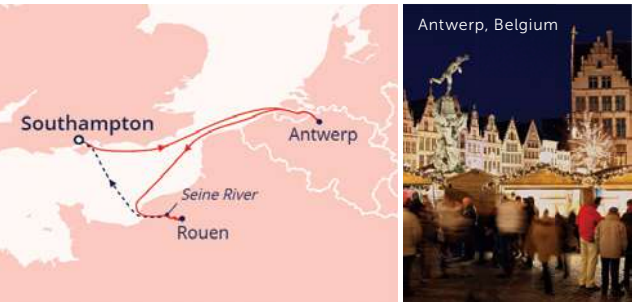 Southampton
Antwerp
Seine River
Rouen
Antwerp, Belgium